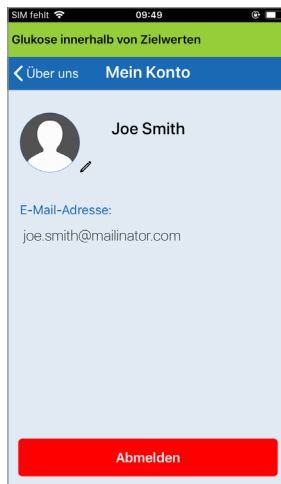 SIM fehlt 09:49
Glukose innerhalb von Zielwerten
Über uns Mein Konto
Joe Smith
E-Mail-Adresse:
joe.smith@mailinator.com
Abmelden